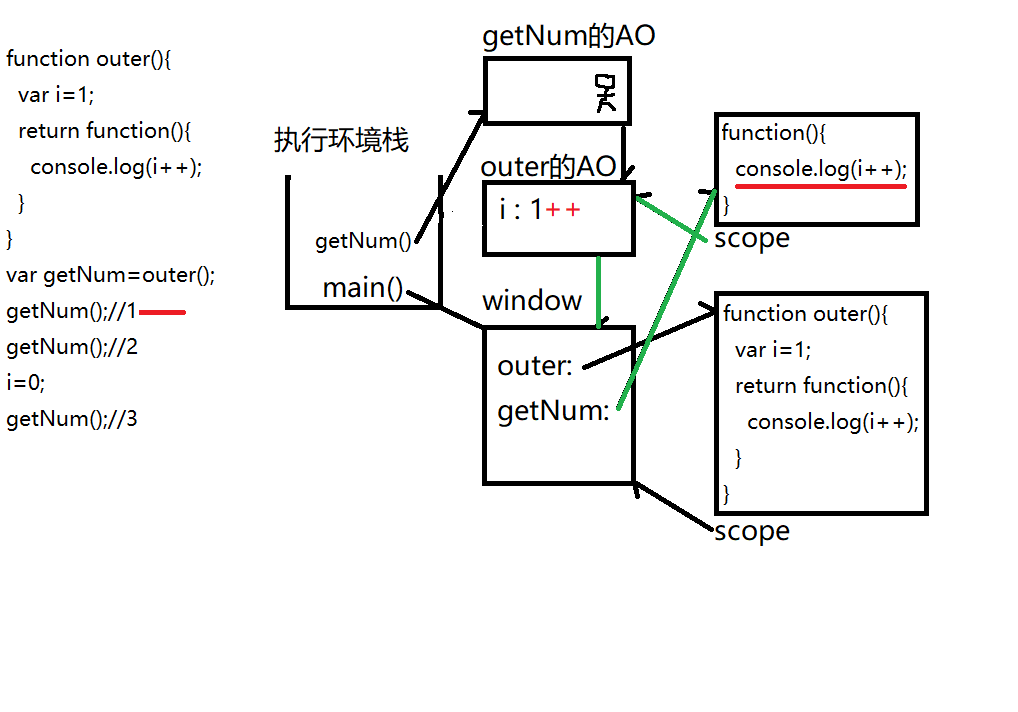 function outer(){
var i=1;
return function(){
console.log(i++);
}
}
var getNum=outer();
getNum();//1
getNum();//2
i=0;
getNum();//3
执行环境栈
getNum()
main()
getNum的AO
outer的AO
i : 1++
window
outer:
getNum:
function(){
console.log(i++);
}
scope
function outer(){
var i=1;
return function(){
console.log(i++);
}
}
scope